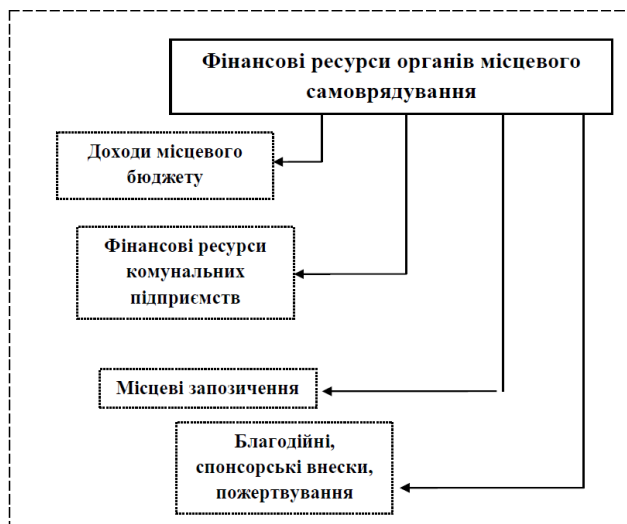 Фінансові ресурси органів місцевого
самоврядування
Доходи місцевого
бюджету
Фінансові ресурси
комунальних
підприємств
Місцеві запозичення
Благодійні,
спонсорські внески,
пожертвування